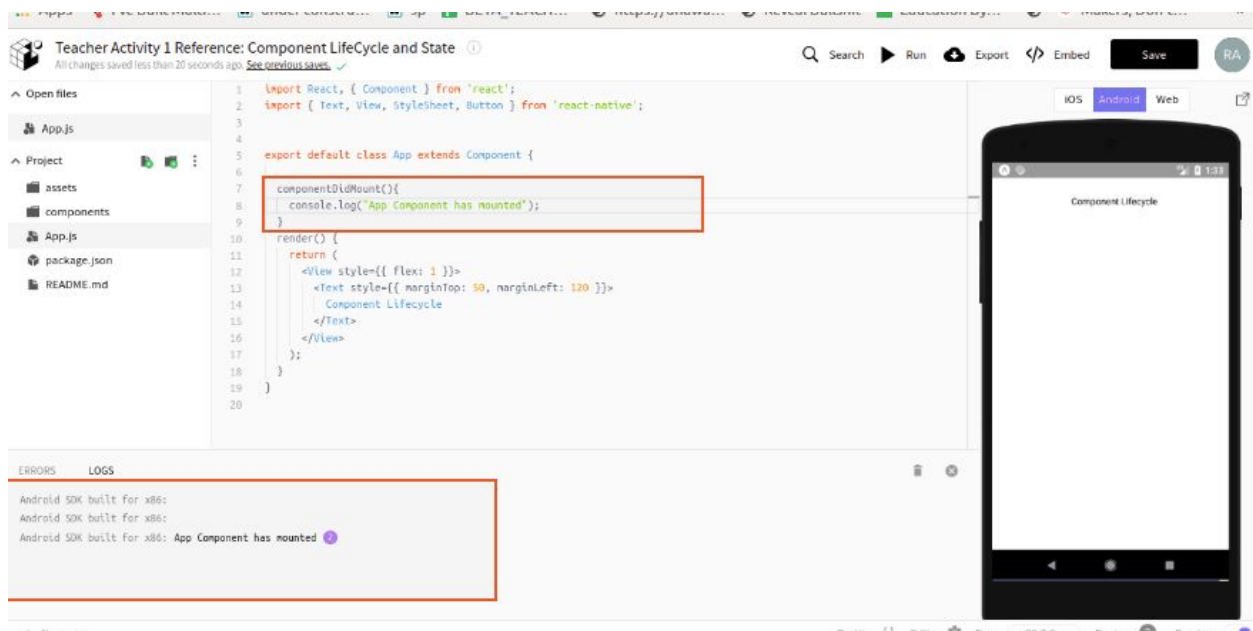 Teacher Activity 1 Reference: Component LifeCycle and State
All changes saved less than 20 seconds ago. See previous saves.
Search Run Export Embed Save RA
Open files
App.js
Project
assets
components
App.js
package.json
README.md
1 import React, { Component } from 'react';
2 import { Text, View, StyleSheet, Button } from 'react-native';
3
4
5 export default class App extends Component {
6
7 componentDidMount(){
8 console.log("App Component has mounted");
9 }
10 render() {
11 return (
12 <View style={{ flex: 1 }}>
13 <Text style={{ marginTop: 50, marginLeft: 120 }}>
14 Component Lifecycle
15 </Text>
16 </View>
17 );
18 }
19 }
20
iOS Android Web
1:33
Component Lifecycle
ERRORS LOGS
Android SDK built for x86:
Android SDK built for x86:
Android SDK built for x86: App Component has mounted 2